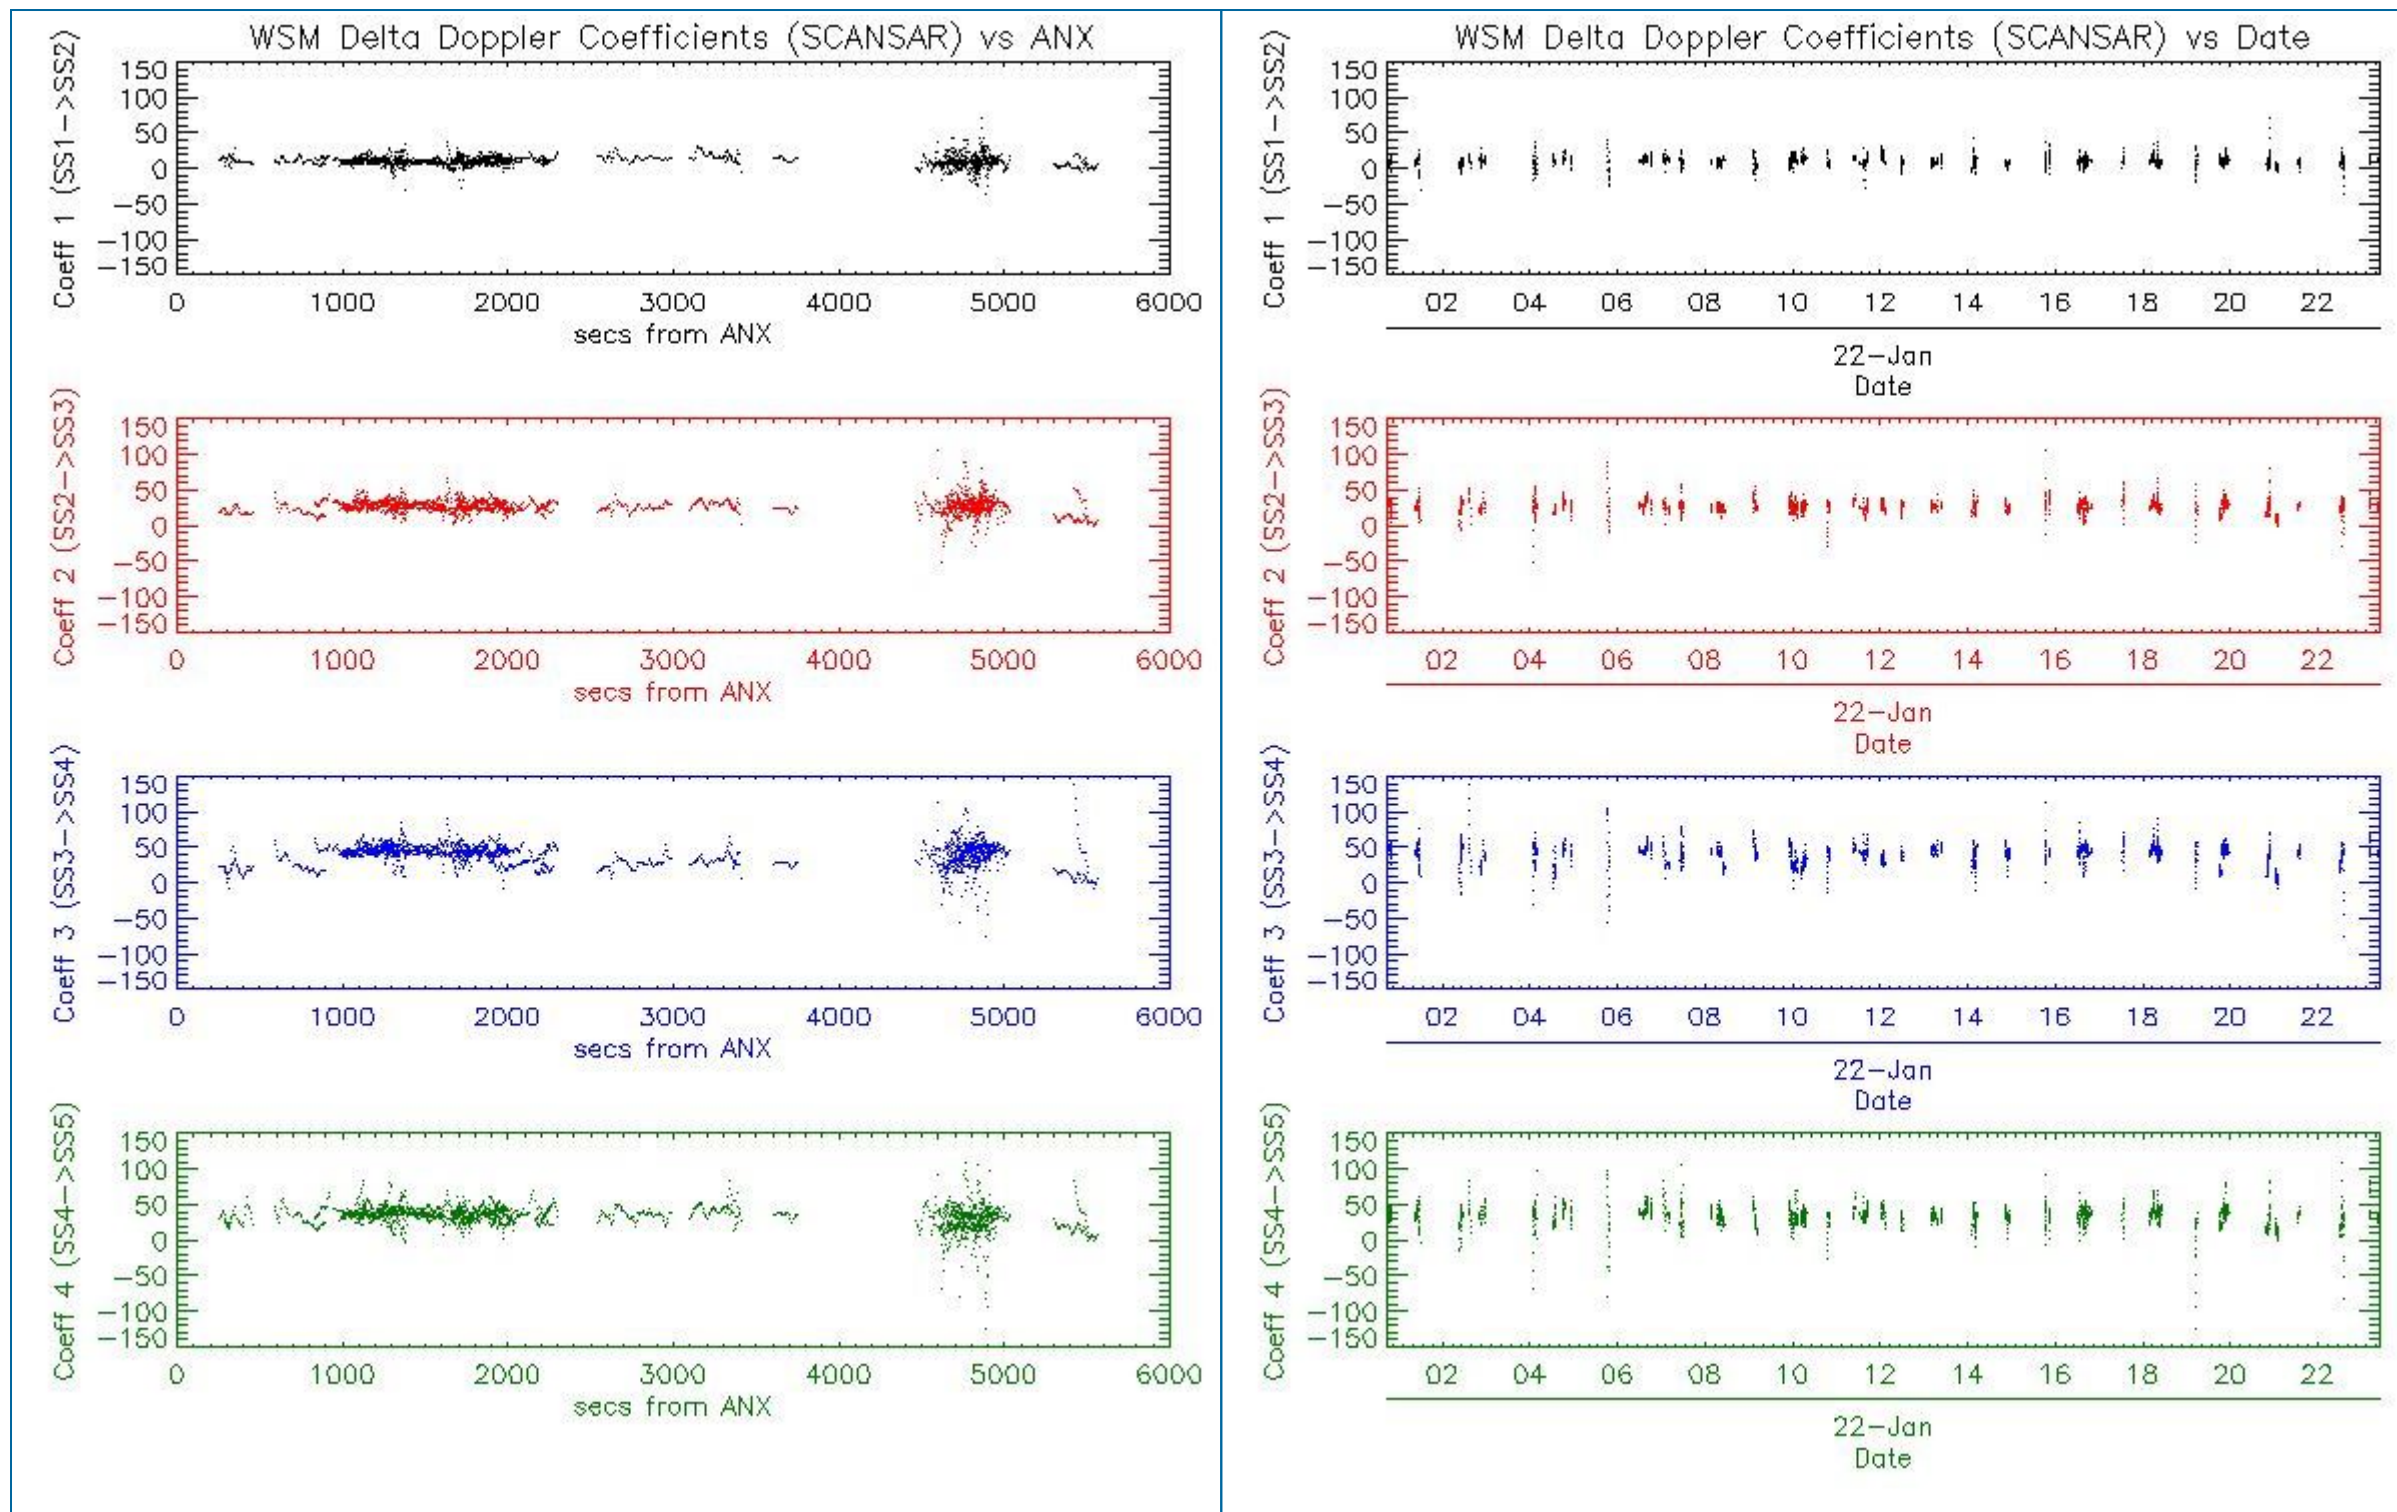 WSM Delta Doppler Coefficients (SCANSAR) vs ANX
Coeff 1 (SS1->SS2)
150
100
50
0
-50
-100
-150
0 1000 2000 3000 4000 5000 6000
secs from ANX
Coeff 2 (SS2->SS3)
150
100
50
0
-50
-100
-150
0 1000 2000 3000 4000 5000 6000
secs from ANX
Coeff 3 (SS3->SS4)
150
100
50
0
-50
-100
-150
0 1000 2000 3000 4000 5000 6000
secs from ANX
Coeff 4 (SS4->SS5)
150
100
50
0
-50
-100
-150
0 1000 2000 3000 4000 5000 6000
secs from ANX
WSM Delta Doppler Coefficients (SCANSAR) vs Date
Coeff 1 (SS1->SS2)
150
100
50
0
-50
-100
-150
02 04 06 08 10 12 14 16 18 20 22
22-Jan
Date
Coeff 2 (SS2->SS3)
150
100
50
0
-50
-100
-150
02 04 06 08 10 12 14 16 18 20 22
22-Jan
Date
Coeff 3 (SS3->SS4)
150
100
50
0
-50
-100
-150
02 04 06 08 10 12 14 16 18 20 22
22-Jan
Date
Coeff 4 (SS4->SS5)
150
100
50
0
-50
-100
-150
02 04 06 08 10 12 14 16 18 20 22
22-Jan
Date